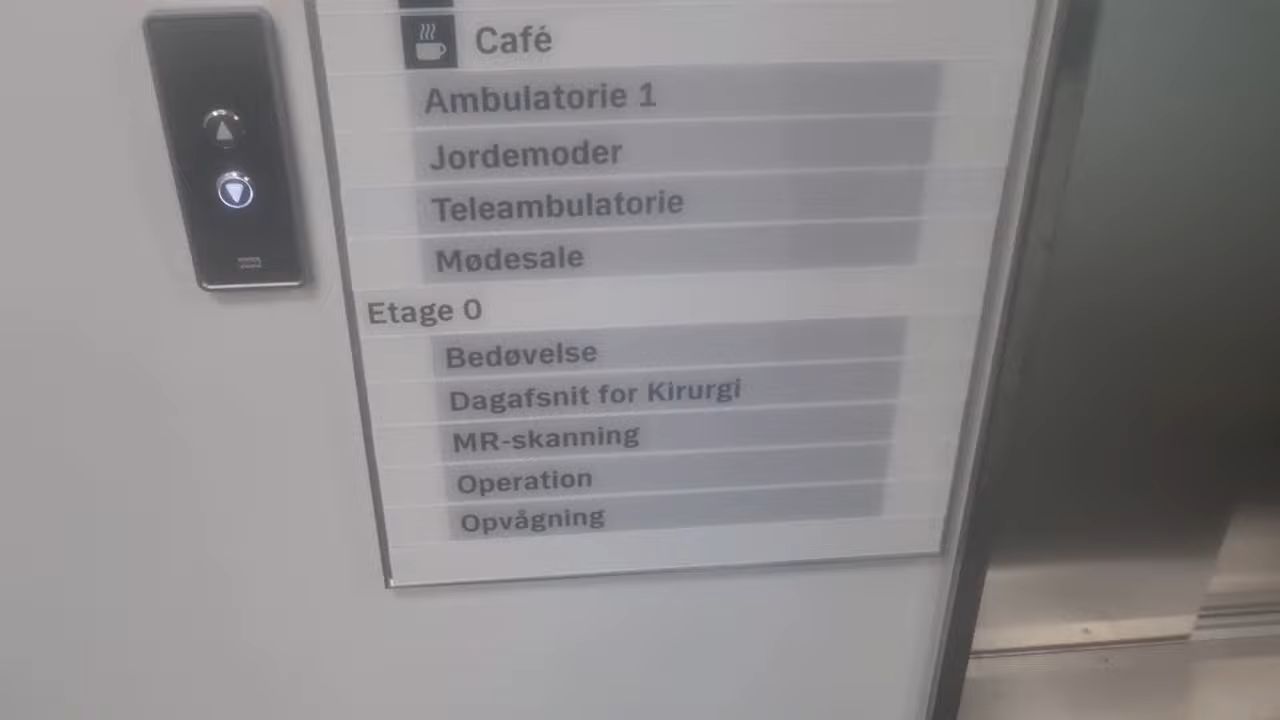 Café
Ambulatorie 1
Jordemoder
Teleambulatorie
Mødesale
Etage 0
Bedøvelse
Dagafsnit for Kirurgi
MR-skanning
Operation
Opvågning